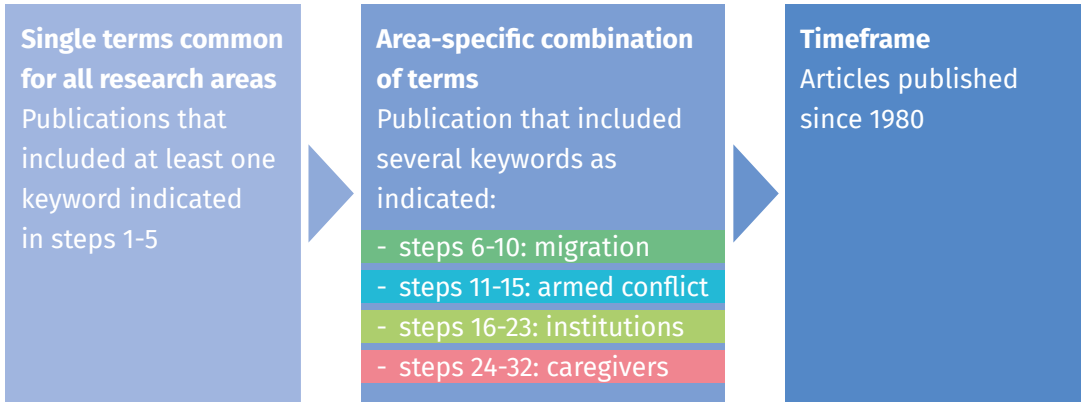 Single terms common
for all research areas
Publications that
included at least one
keyword indicated
in steps 1-5
Area-specific combination
of terms
Publication that included
several keywords as
indicated:
- steps 6-10: migration
- steps 11-15: armed conflict
- steps 16-23: institutions
- steps 24-32: caregivers
Timeframe
Articles published
since 1980